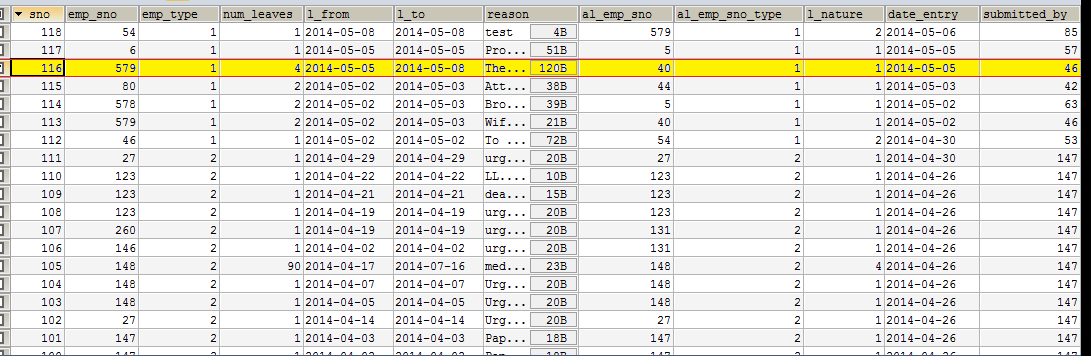 sno emp_sno emp_type num_leaves l_from l_to reason al_emp_sno al_emp_sno_type l_nature date_entry submitted_by
118 54 1 1 2014-05-08 2014-05-08 test 4B 579 1 2 2014-05-06 85
117 6 1 1 2014-05-05 2014-05-05 Pro... 51B 6 1 1 2014-05-05 57
116 579 1 4 2014-05-05 2014-05-08 The... 120B 40 1 1 2014-05-05 46
115 80 1 2 2014-05-02 2014-05-03 Att... 38B 44 1 1 2014-05-03 42
114 578 1 2 2014-05-02 2014-05-03 Bro... 39B 5 1 1 2014-05-02 63
113 579 1 2 2014-05-02 2014-05-03 Wif... 21B 40 1 1 2014-05-02 46
112 46 1 1 2014-05-02 2014-05-02 To ... 72B 54 1 2 2014-04-30 53
111 27 2 1 2014-04-29 2014-04-29 urg... 20B 27 2 1 2014-04-30 147
110 123 2 1 2014-04-22 2014-04-22 LL.... 10B 123 2 1 2014-04-26 147
109 123 2 1 2014-04-21 2014-04-21 dea... 15B 123 2 1 2014-04-26 147
108 123 2 1 2014-04-19 2014-04-19 urg... 20B 123 2 1 2014-04-26 147
107 260 2 1 2014-04-19 2014-04-19 urg... 20B 131 2 1 2014-04-26 147
106 146 2 1 2014-04-02 2014-04-02 urg... 20B 131 2 1 2014-04-26 147
105 148 2 90 2014-04-17 2014-07-16 med... 23B 148 2 4 2014-04-26 147
104 148 2 1 2014-04-07 2014-04-07 Urg... 20B 148 2 1 2014-04-26 147
103 148 2 1 2014-04-05 2014-04-05 Urg... 20B 148 2 1 2014-04-26 147
102 27 2 1 2014-04-14 2014-04-14 Urg... 20B 27 2 1 2014-04-26 147
101 147 2 1 2014-04-03 2014-04-03 Pap... 18B 147 2 1 2014-04-26 147